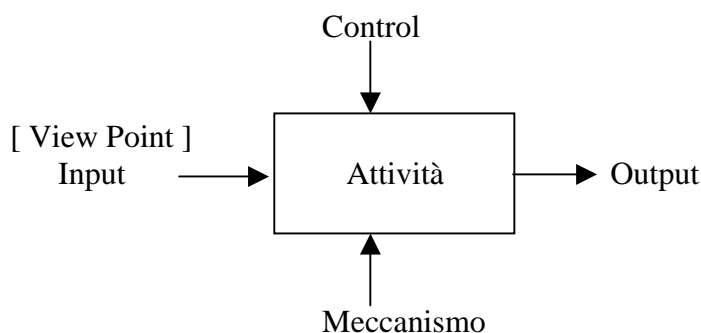 Control
[ View Point ]
Input
Attività
Output
Meccanismo